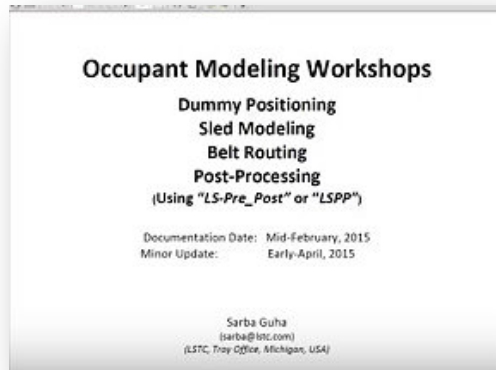 Occupant Modeling Workshops
Dummy Positioning
Sled Modeling
Belt Routing
Post-Processing
(Using "LS-Pre_Post" or "LSPP")
Documentation Date: Mid-February, 2015
Minor Update: Early-April, 2015
Sarba Guha
(sarba@lstc.com)
(LSTC, Troy Office, Michigan, USA)